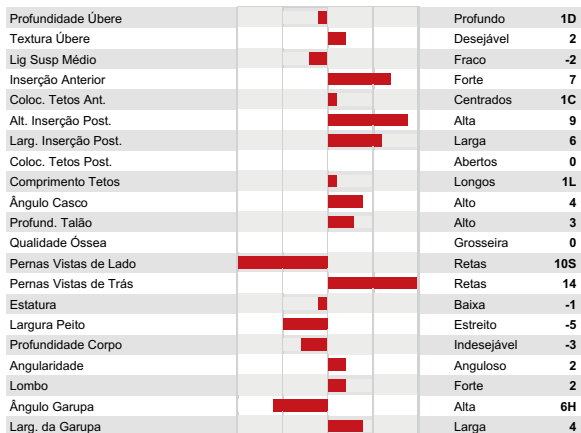 Profundidade Úbere Profundo 1D
Textura Úbere Desejável 2
Lig Susp Médio Fraco -2
Inserção Anterior Forte 7
Coloc. Tetos Ant. Centrados 1C
Alt. Inserção Post. Alta 9
Larg. Inserção Post. Larga 6
Coloc. Tetos Post. Abertos 0
Comprimento Tetos Longos 1L
Ângulo Casco Alto 4
Profund. Talão Alto 3
Qualidade Óssea Grosseira 0
Pernas Vistas de Lado Retas 10S
Pernas Vistas de Trás Retas 14
Estatura Baixa -1
Largura Peito Estreito -5
Profundidade Corpo Indesejável -3
Angularidade Anguloso 2
Lombo Forte 2
Ângulo Garupa Alta 6H
Larg. da Garupa Larga 4